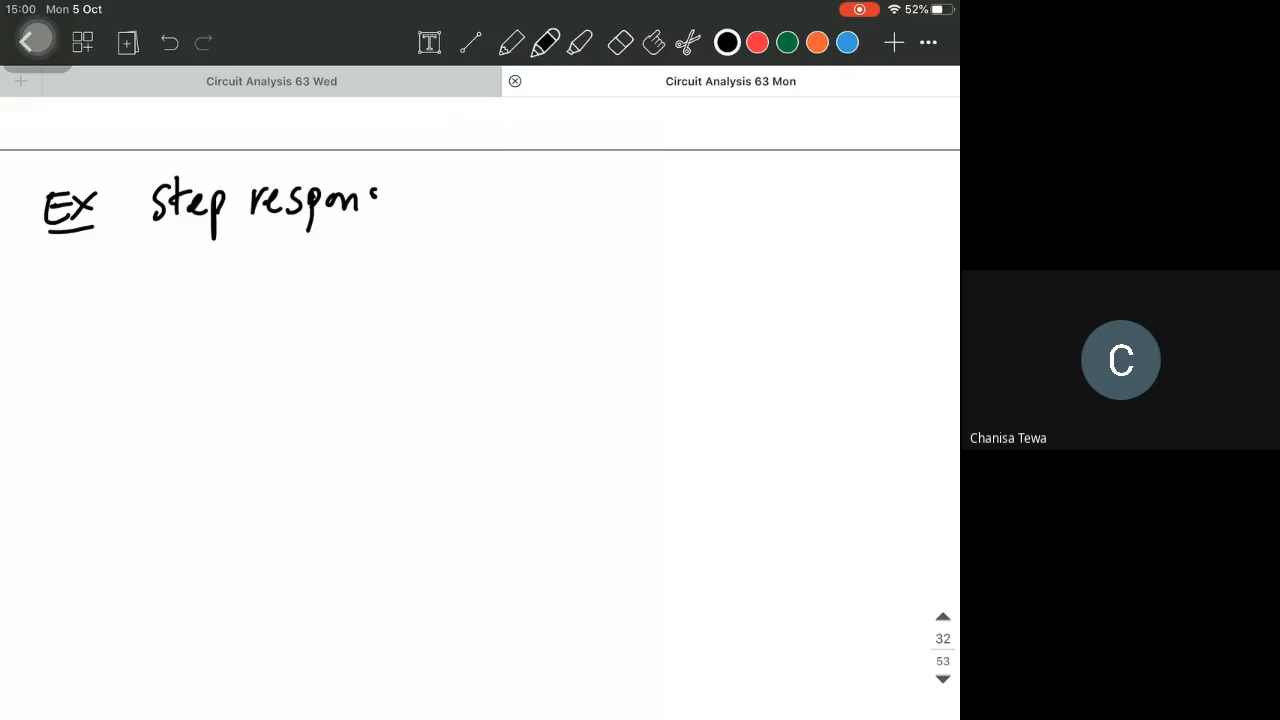 15:00 Mon 5 Oct
52%
Circuit Analysis 63 Wed
Circuit Analysis 63 Mon
EX step respon
C
Chanisa Tewa
32
53